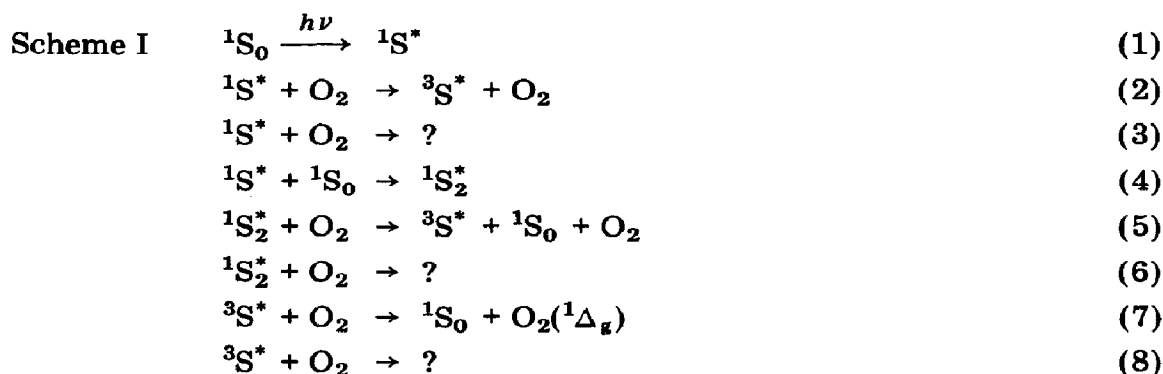 Scheme I ¹S₀ —hν→ ¹S* (1)
¹S* + O₂ → ³S* + O₂ (2)
¹S* + O₂ → ? (3)
¹S* + ¹S₀ → ¹S₂* (4)
¹S₂* + O₂ → ³S* + ¹S₀ + O₂ (5)
¹S₂* + O₂ → ? (6)
³S* + O₂ → ¹S₀ + O₂(¹Δg) (7)
³S* + O₂ → ? (8)